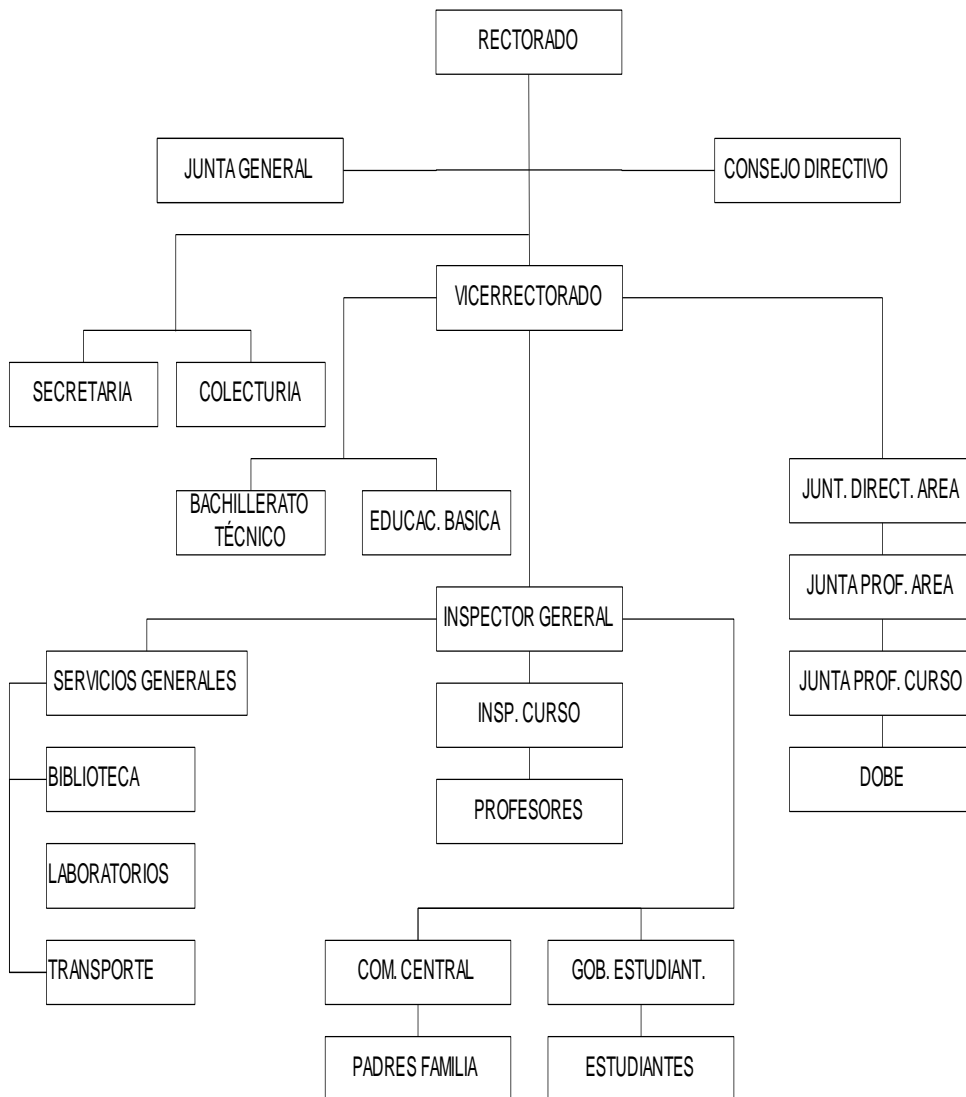 RECTORADO
JUNTA GENERAL
CONSEJO DIRECTIVO
VICERRECTORADO
SECRETARIA
COLECTURIA
BACHILLERATO
TÉCNICO
EDUCAC. BASICA
JUNT. DIRECT. AREA
JUNTA PROF. AREA
INSPECTOR GERERAL
SERVICIOS GENERALES
INSP. CURSO
JUNTA PROF. CURSO
BIBLIOTECA
PROFESORES
DOBE
LABORATORIOS
TRANSPORTE
COM. CENTRAL
GOB. ESTUDIANT.
PADRES FAMILIA
ESTUDIANTES